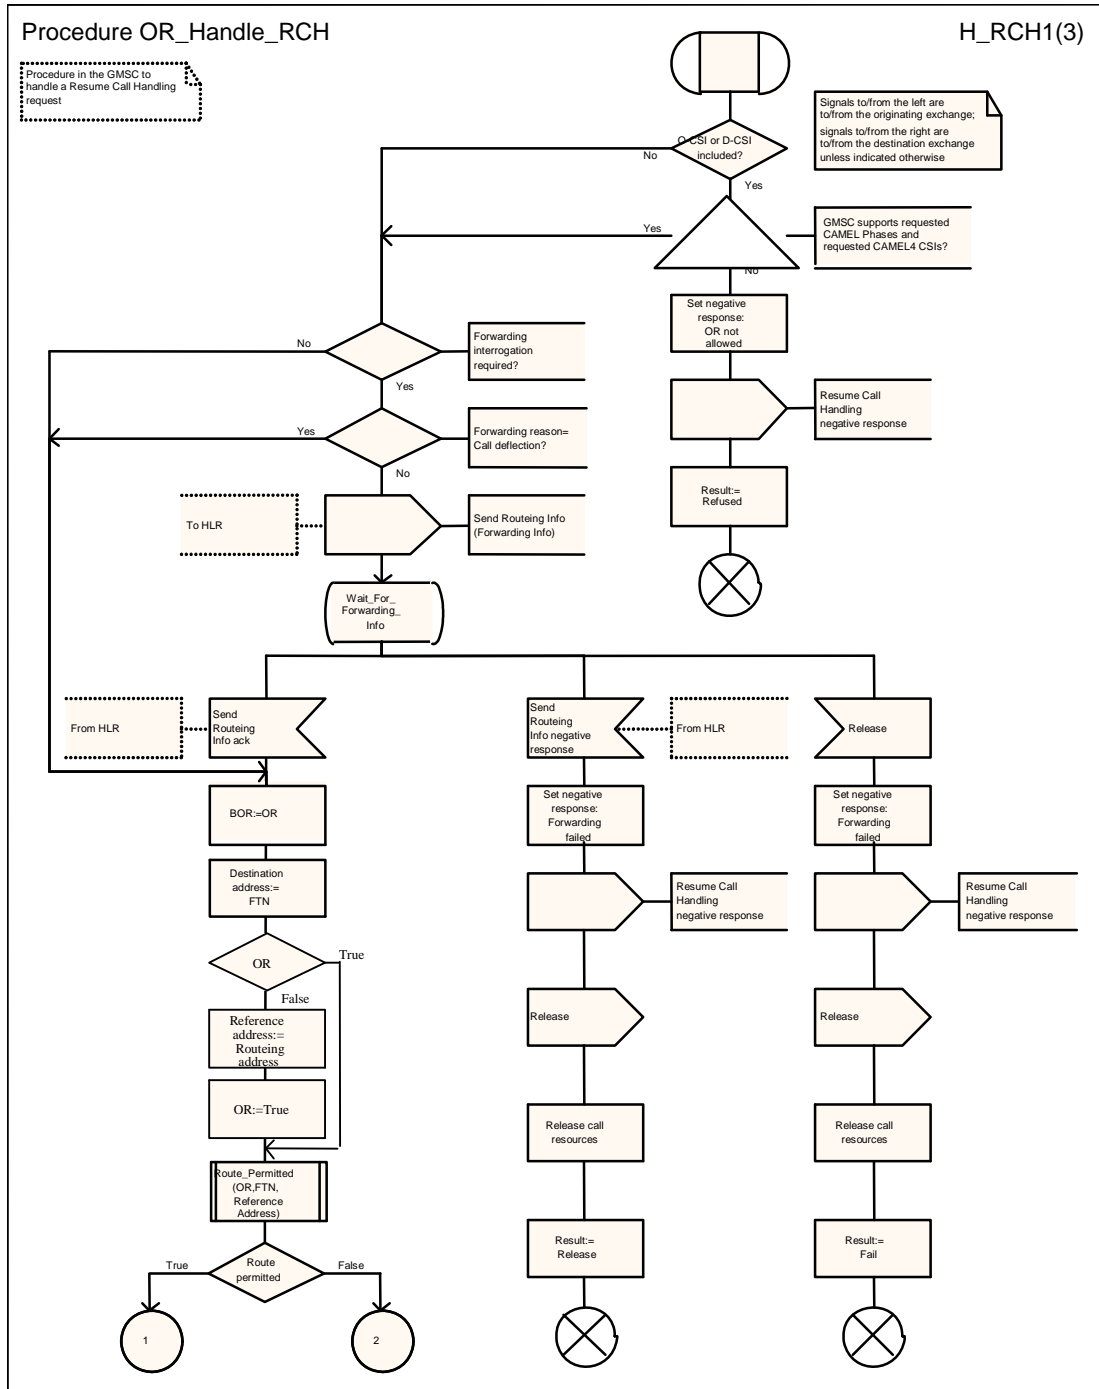 Procedure OR_Handle_RCH
H_RCH1(3)
Procedure in the GMSC to
handle a Resume Call Handling
request
Signals to/from the left are
to/from the originating exchange;
signals to/from the right are
to/from the destination exchange
unless indicated otherwise
O-CSI or D-CSI
included?
No
Yes
Yes
GMSC supports requested
CAMEL Phases and
requested CAMEL4 CSIs?
No
Set negative
response:
OR not
allowed
Forwarding
interrogation
required?
No
Yes
Resume Call
Handling
negative response
Yes
Forwarding reason=
Call deflection?
No
Result:=
Refused
To HLR
Send Routeing Info
(Forwarding Info)
Wait_For_
Forwarding_
Info
From HLR
Send
Routeing
Info ack
Send
Routeing
Info negative
response
From HLR
Release
BOR:=OR
Set negative
response:
Forwarding
failed
Set negative
response:
Forwarding
failed
Destination
address:=
FTN
Resume Call
Handling
negative response
Resume Call
Handling
negative response
OR
True
False
Reference
address:=
Routeing
address
Release
Release
OR:=True
Release call
resources
Release call
resources
Route_Permitted
(OR,FTN,
Reference
Address)
Result:=
Release
Result:=
Fail
True
Route
permitted
False
1
2